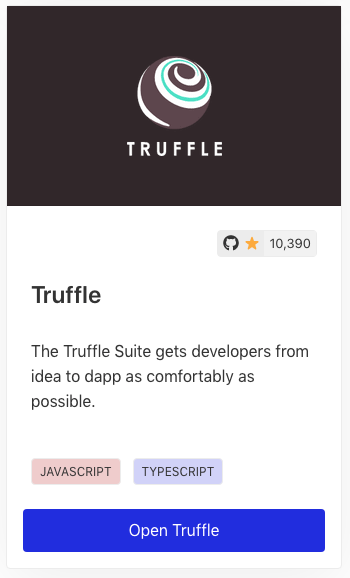 TRUFFLE
10,390
Truffle
The Truffle Suite gets developers from
idea to dapp as comfortably as
possible.
JAVASCRIPT TYPESCRIPT
Open Truffle